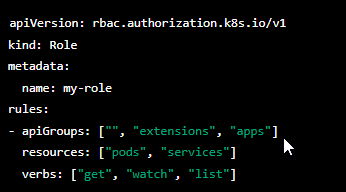 apiVersion: rbac.authorization.k8s.io/v1
kind: Role
metadata:
  name: my-role
rules:
- apiGroups: ["", "extensions", "apps"]
  resources: ["pods", "services"]
  verbs: ["get", "watch", "list"]